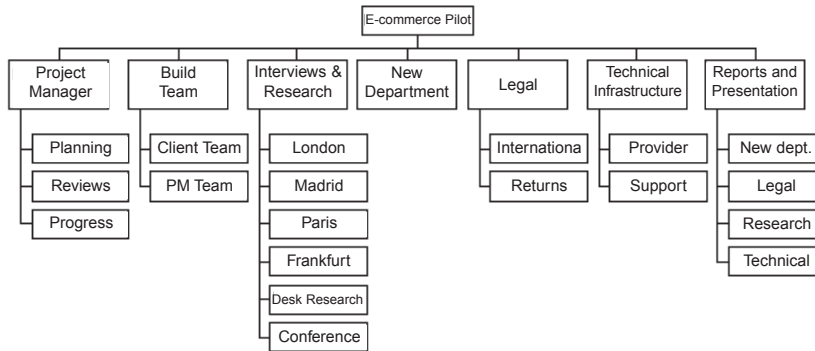 E-commerce Pilot
Project
Manager
Build
Team
Interviews &
Research
New
Department
Legal
Technical
Infrastructure
Reports and
Presentation
Planning
Reviews
Progress
Client Team
PM Team
London
Madrid
Paris
Frankfurt
Desk Research
Conference
Internationa
Returns
Provider
Support
New dept.
Legal
Research
Technical